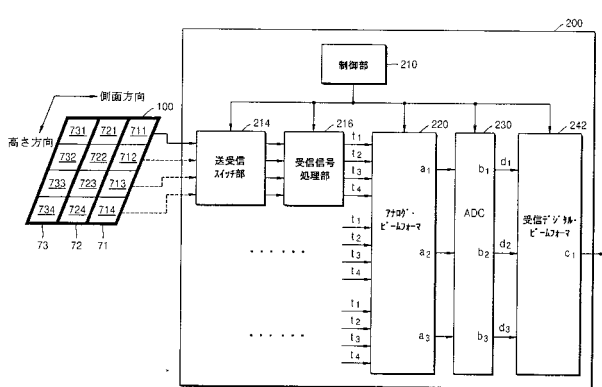 200
制御部
210
側面方向
高さ方向
100
731 721 711
732 722 712
733 723 713
734 724 714
73 72 71
214
送受信
スイッチ部
216
受信信号
処理部
t1
t2
t3
t4
t1
t2
t3
t4
t1
t2
t3
t4
220
アナログ・
ビームフォーマ
a1
a2
a3
230
ADC
b1
b2
b3
d1
d2
d3
242
受信デジタル・
ビームフォーマ
c1